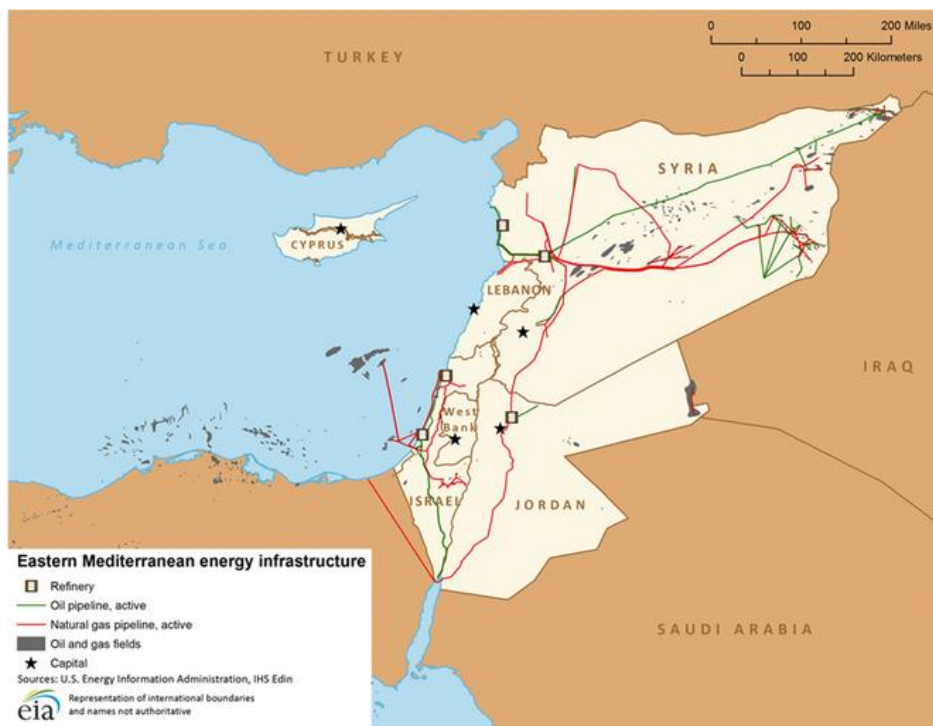 0 100 200 Miles
0 100 200 Kilometers
TURKEY
SYRIA
Mediterranean Sea
CYPRUS
LEBANON
IRAQ
West
Bank
ISRAEL
JORDAN
SAUDI ARABIA
Eastern Mediterranean energy infrastructure
Refinery
Oil pipeline, active
Natural gas pipeline, active
Oil and gas fields
Capital
Sources: U.S. Energy Information Administration, IHS Edin
eia
Representation of international boundaries
and names not authoritative